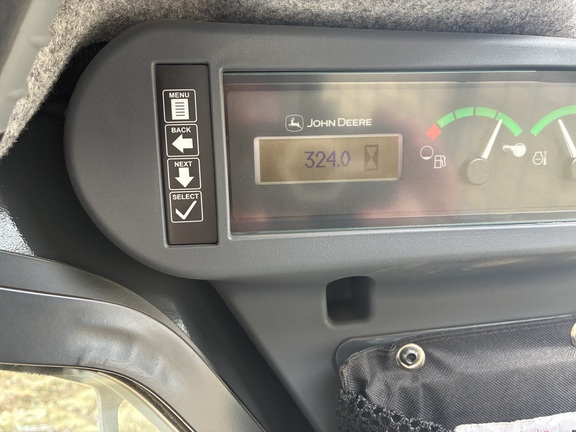 MENU
BACK
NEXT
SELECT
JOHN DEERE
324.0